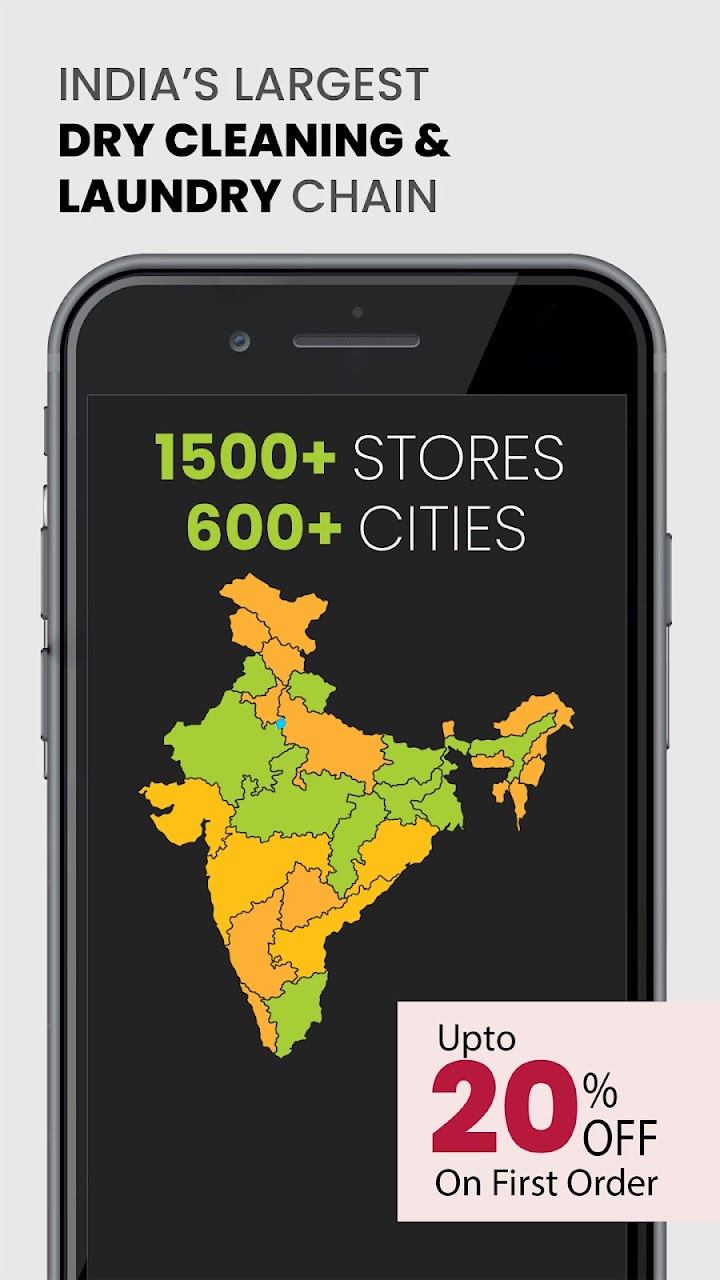 INDIA’S LARGEST
DRY CLEANING &
LAUNDRY CHAIN
1500+ STORES
600+ CITIES
Upto
20% OFF
On First Order